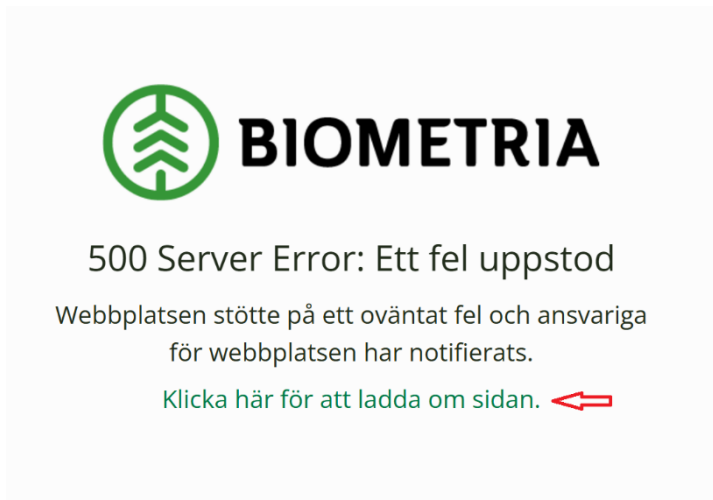 BIOMETRIA
500 Server Error: Ett fel uppstod
Webbplatsen stötte på ett oväntat fel och ansvariga
för webbplatsen har notifierats.
Klicka här för att ladda om sidan.